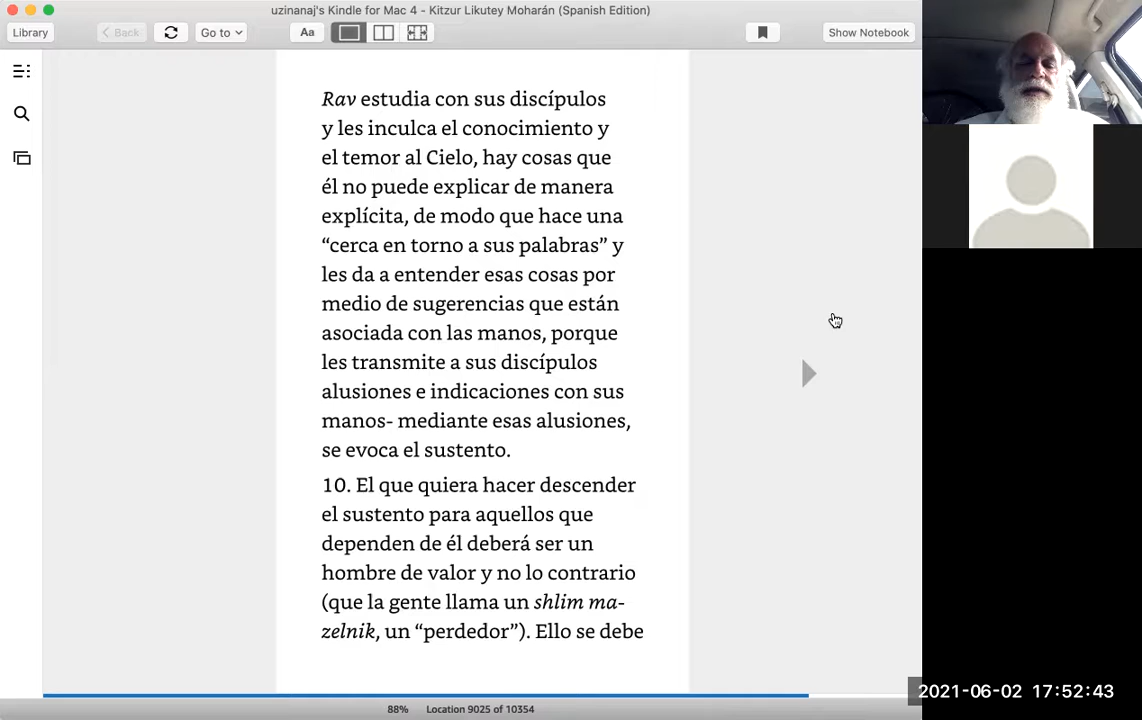 uzinanaj's Kindle for Mac 4 - Kitzur Likutey Moharán (Spanish Edition)
Library
Back
Go to
Aa
Show Notebook
Rav estudia con sus discípulos
y les inculca el conocimiento y
el temor al Cielo, hay cosas que
él no puede explicar de manera
explícita, de modo que hace una
“cerca en torno a sus palabras” y
les da a entender esas cosas por
medio de sugerencias que están
asociada con las manos, porque
les transmite a sus discípulos
alusiones e indicaciones con sus
manos- mediante esas alusiones,
se evoca el sustento.
10. El que quiera hacer descender
el sustento para aquellos que
dependen de él deberá ser un
hombre de valor y no lo contrario
(que la gente llama un shlim ma-
zelnik, un “perdedor”). Ello se debe
88% Location 9025 of 10354
2021-06-02 17:52:43